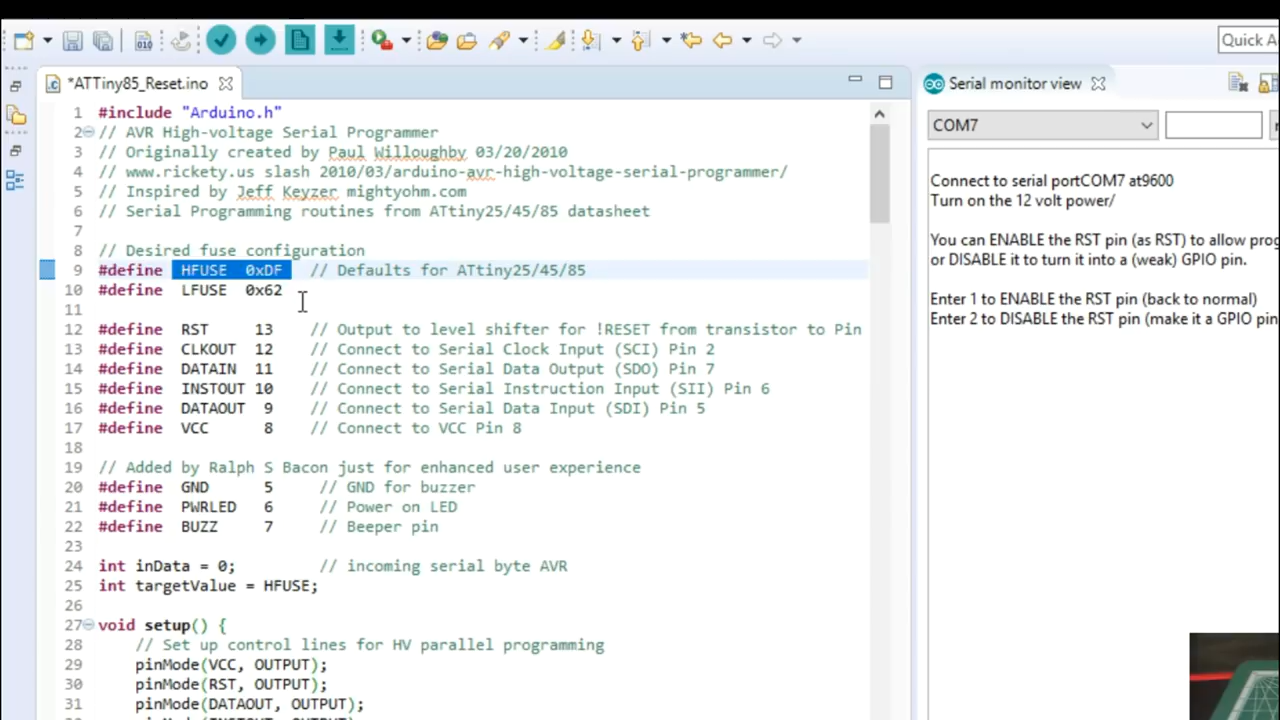 Quick A
*ATTiny85_Reset.ino
Serial monitor view
COM7
1 #include "Arduino.h"
2 // AVR High-voltage Serial Programmer
3 // Originally created by Paul Willoughby 03/20/2010
4 // www.rickety.us slash 2010/03/arduino-avr-high-voltage-serial-programmer/
5 // Inspired by Jeff Keyzer mightyohm.com
6 // Serial Programming routines from ATtiny25/45/85 datasheet
7
8 // Desired fuse configuration
9 #define HFUSE 0xDF // Defaults for ATtiny25/45/85
10 #define LFUSE 0x62
11
12 #define RST 13 // Output to level shifter for !RESET from transistor to Pin
13 #define CLKOUT 12 // Connect to Serial Clock Input (SCI) Pin 2
14 #define DATAIN 11 // Connect to Serial Data Output (SDO) Pin 7
15 #define INSTOUT 10 // Connect to Serial Instruction Input (SII) Pin 6
16 #define DATAOUT 9 // Connect to Serial Data Input (SDI) Pin 5
17 #define VCC 8 // Connect to VCC Pin 8
18
19 // Added by Ralph S Bacon just for enhanced user experience
20 #define GND 5 // GND for buzzer
21 #define PWRLED 6 // Power on LED
22 #define BUZZ 7 // Beeper pin
23
24 int inData = 0; // incoming serial byte AVR
25 int targetValue = HFUSE;
26
27 void setup() {
28 // Set up control lines for HV parallel programming
29 pinMode(VCC, OUTPUT);
30 pinMode(RST, OUTPUT);
31 pinMode(DATAOUT, OUTPUT);
Connect to serial portCOM7 at9600
Turn on the 12 volt power/
You can ENABLE the RST pin (as RST) to allow prog
or DISABLE it to turn it into a (weak) GPIO pin.
Enter 1 to ENABLE the RST pin (back to normal)
Enter 2 to DISABLE the RST pin (make it a GPIO pin